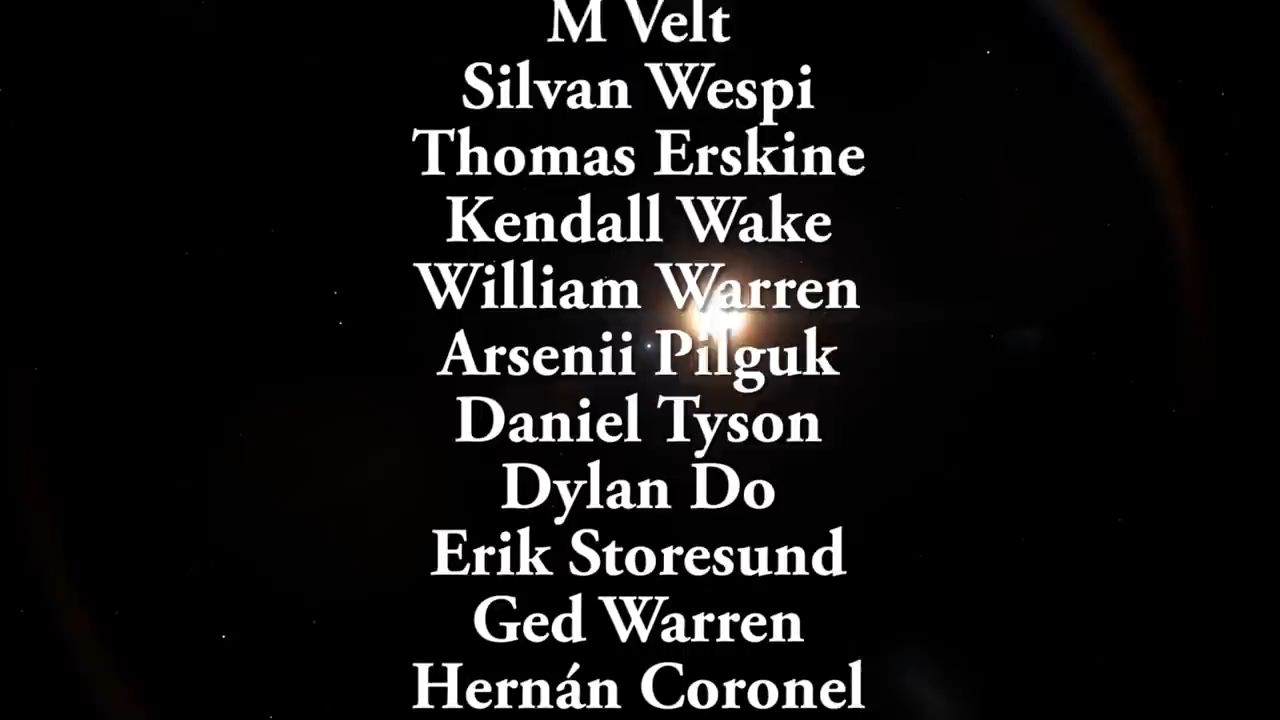 M Velt
Silvan Wespi
Thomas Erskine
Kendall Wake
William Warren
Arsenii Pilguk
Daniel Tyson
Dylan Do
Erik Storesund
Ged Warren
Hernán Coronel